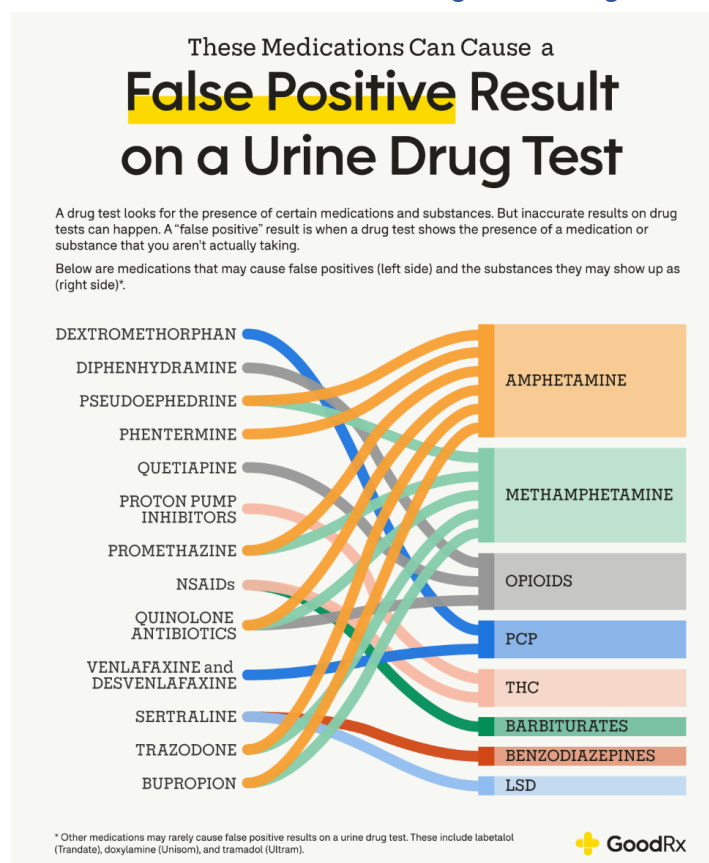 These Medications Can Cause a
False Positive Result
on a Urine Drug Test
A drug test looks for the presence of certain medications and substances. But inaccurate results on drug
tests can happen. A “false positive” result is when a drug test shows the presence of a medication or
substance that you aren't actually taking.
Below are medications that may cause false positives (left side) and the substances they may show up as
(right side)*.
DEXTROMETHORPHAN
DIPHENHYDRAMINE
PSEUDOEPHEDRINE
PHENTERMINE
QUETIAPINE
PROTON PUMP
INHIBITORS
PROMETHAZINE
NSAIDs
QUINOLONE
ANTIBIOTICS
VENLAFAXINE and
DESVENLAFAXINE
SERTRALINE
TRAZODONE
BUPROPION
AMPHETAMINE
METHAMPHETAMINE
OPIOIDS
PCP
THC
BARBITURATES
BENZODIAZEPINES
LSD
* Other medications may rarely cause false positive results on a urine drug test. These include labetalol
(Trandate), doxylamine (Unisom), and tramadol (Ultram).
GoodRx